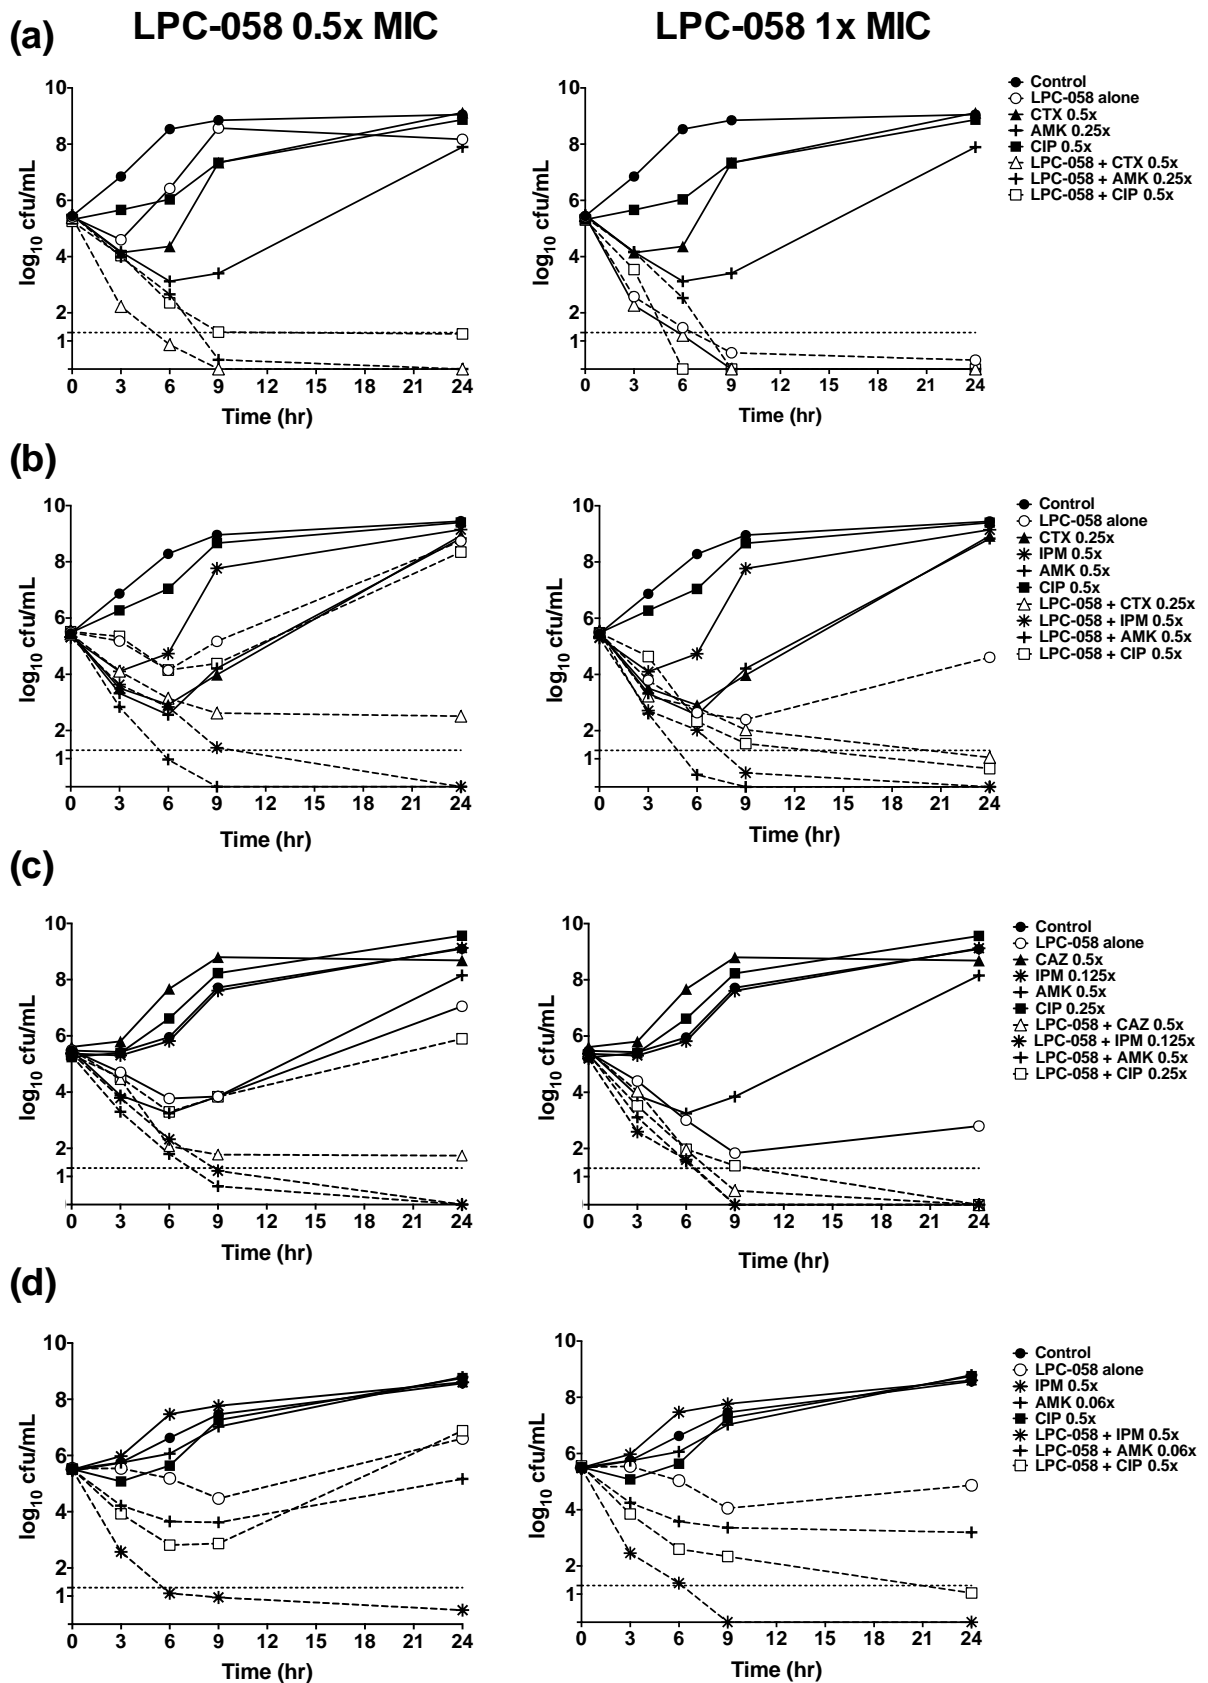 (a)
LPC-058 0.5x MIC
LPC-058 1x MIC
10
8
6
4
2
1
log10 cfu/mL
0 3 6 9 12 15 18 21 24
Time (hr)
10
8
6
4
2
1
log10 cfu/mL
0 3 6 9 12 15 18 21 24
Time (hr)
Control
LPC-058 alone
CTX 0.5x
AMK 0.25x
CIP 0.5x
LPC-058 + CTX 0.5x
LPC-058 + AMK 0.25x
LPC-058 + CIP 0.5x
(b)
10
8
6
4
2
1
log10 cfu/mL
0 3 6 9 12 15 18 21 24
Time (hr)
10
8
6
4
2
1
log10 cfu/mL
0 3 6 9 12 15 18 21 24
Time (hr)
Control
LPC-058 alone
CTX 0.25x
IPM 0.5x
AMK 0.5x
CIP 0.5x
LPC-058 + CTX 0.25x
LPC-058 + IPM 0.5x
LPC-058 + AMK 0.5x
LPC-058 + CIP 0.5x
(c)
10
8
6
4
2
1
log10 cfu/mL
0 3 6 9 12 15 18 21 24
Time (hr)
10
8
6
4
2
1
log10 cfu/mL
0 3 6 9 12 15 18 21 24
Time (hr)
Control
LPC-058 alone
CAZ 0.5x
IPM 0.125x
AMK 0.5x
CIP 0.25x
LPC-058 + CAZ 0.5x
LPC-058 + IPM 0.125x
LPC-058 + AMK 0.5x
LPC-058 + CIP 0.25x
(d)
10
8
6
4
2
1
log10 cfu/mL
0 3 6 9 12 15 18 21 24
Time (hr)
10
8
6
4
2
1
log10 cfu/mL
0 3 6 9 12 15 18 21 24
Time (hr)
Control
LPC-058 alone
IPM 0.5x
AMK 0.06x
CIP 0.5x
LPC-058 + IPM 0.5x
LPC-058 + AMK 0.06x
LPC-058 + CIP 0.5x